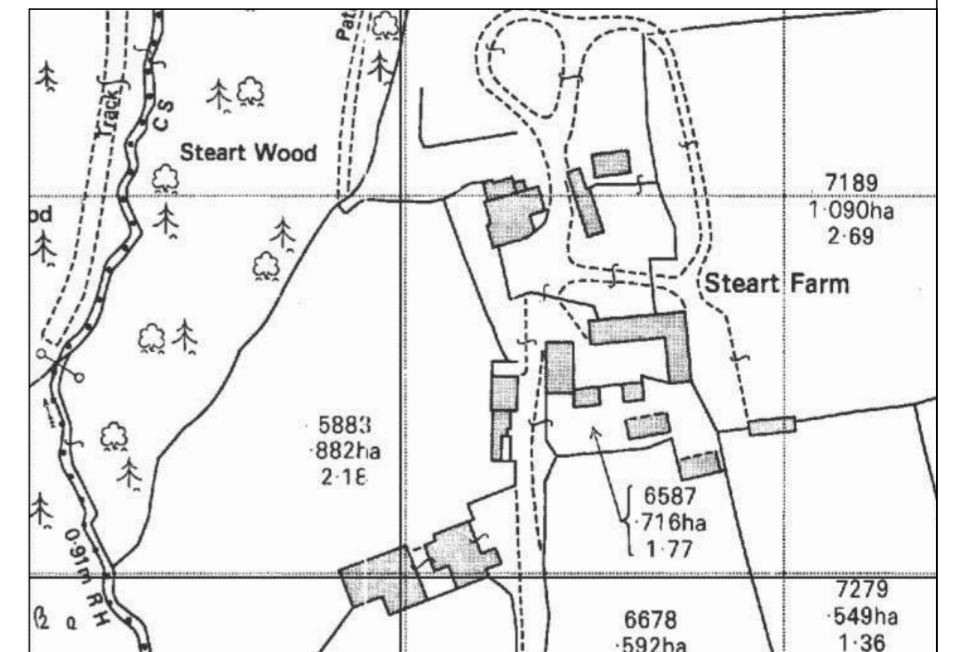 Track
CS
Pat
Steart Wood
od
7189
1·090ha
2·69
Steart Farm
5883
·882ha
2·18
6587
·716ha
1·77
0·91m RH
6678
·592ha
7279
·549ha
1·36